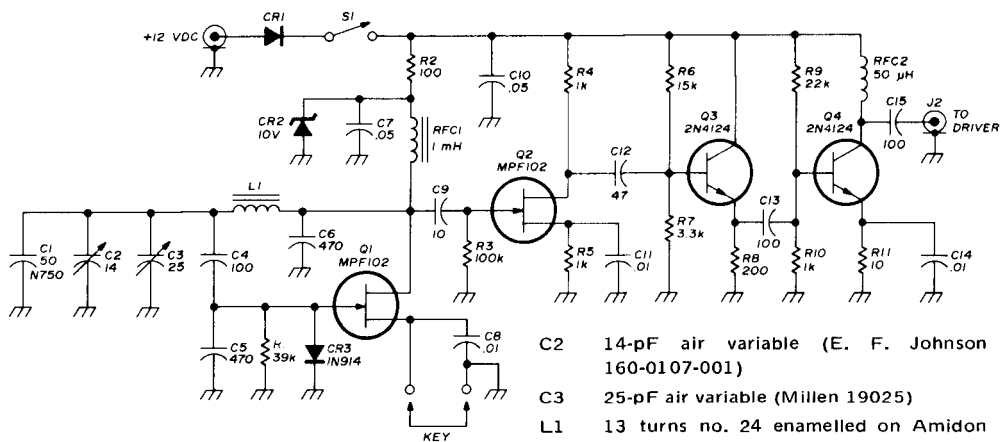 +12 VDC
CR1
S1
R2
100
C10
.05
R4
1k
R6
15k
R9
22k
RFC2
50 µH
C15
100
J2
TO
DRIVER
CR2
10V
C7
.05
RFC1
1 mH
Q2
MPF102
C12
47
Q3
2N4124
Q4
2N4124
L1
C9
10
C13
100
C1
50
N750
C2
14
C3
25
C4
100
C6
470
Q1
MPF102
R3
100k
R5
1k
C11
.01
R7
3.3k
R8
200
R10
1k
R11
10
C14
.01
C5
470
R
39k
CR3
1N914
C8
.01
KEY
C2 14-pF air variable (E. F. Johnson
160-0107-001)
C3 25-pF air variable (Millen 19025)
L1 13 turns no. 24 enamelled on Amidon